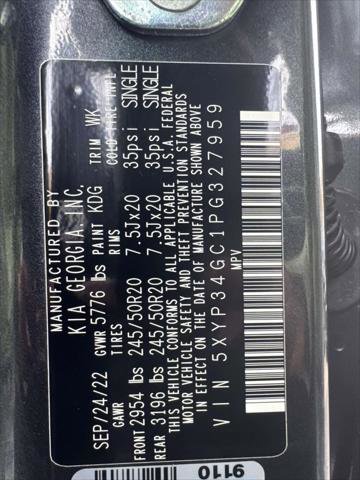 MANUFACTURED BY
KIA GEORGIA, INC.
SEP/24/22 GVWR 5776 lbs PAINT KDG TRIM WK
GAWR TIRES RIMS COLD TIRE INFL
FRONT 2954 lbs 245/50R20 7.5Jx20 35psi SINGLE
REAR 3196 lbs 245/50R20 7.5Jx20 35psi SINGLE
THIS VEHICLE CONFORMS TO ALL APPLICABLE U.S.A. FEDERAL
MOTOR VEHICLE SAFETY AND THEFT PREVENTION STANDARDS
IN EFFECT ON THE DATE OF MANUFACTURE SHOWN ABOVE
VIN 5XYP34GC1PG327959
MPV
9110